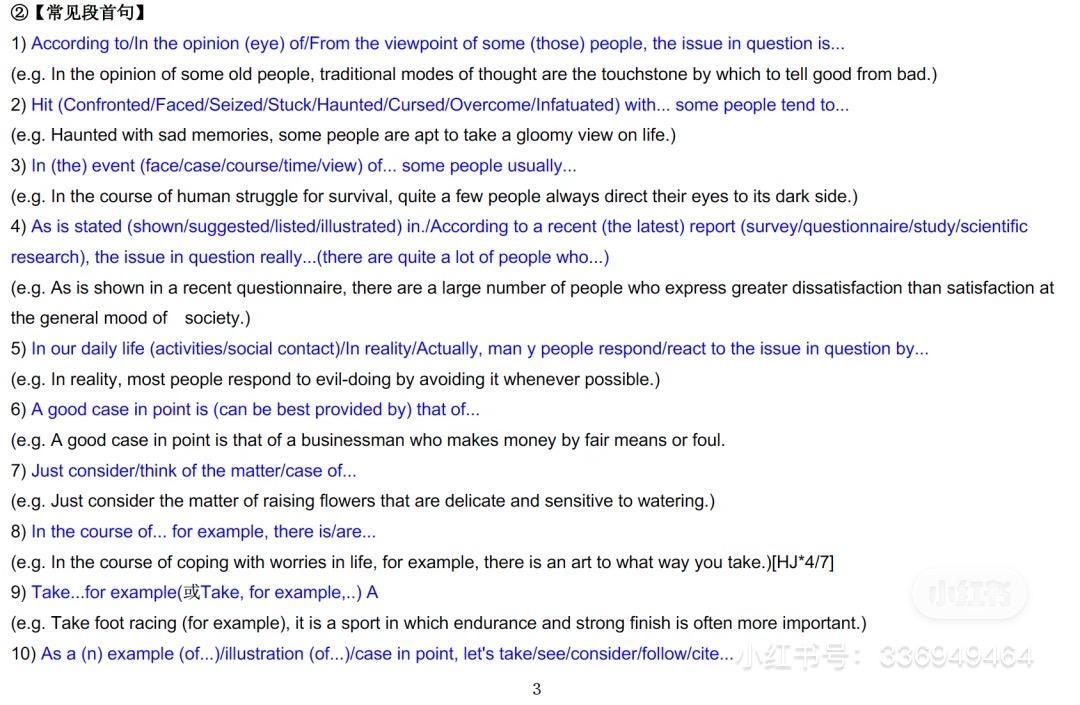 ②【常见段首句】
1) According to/In the opinion (eye) of/From the viewpoint of some (those) people, the issue in question is...
(e.g. In the opinion of some old people, traditional modes of thought are the touchstone by which to tell good from bad.)
2) Hit (Confronted/Faced/Seized/Stuck/Haunted/Cursed/Overcome/Infatuated) with... some people tend to...
(e.g. Haunted with sad memories, some people are apt to take a gloomy view on life.)
3) In (the) event (face/case/course/time/view) of... some people usually...
(e.g. In the course of human struggle for survival, quite a few people always direct their eyes to its dark side.)
4) As is stated (shown/suggested/listed/illustrated) in./According to a recent (the latest) report (survey/questionnaire/study/scientific
research), the issue in question really...(there are quite a lot of people who...)
(e.g. As is shown in a recent questionnaire, there are a large number of people who express greater dissatisfaction than satisfaction at
the general mood of society.)
5) In our daily life (activities/social contact)/In reality/Actually, man y people respond/react to the issue in question by...
(e.g. In reality, most people respond to evil-doing by avoiding it whenever possible.)
6) A good case in point is (can be best provided by) that of...
(e.g. A good case in point is that of a businessman who makes money by fair means or foul.
7) Just consider/think of the matter/case of...
(e.g. Just consider the matter of raising flowers that are delicate and sensitive to watering.)
8) In the course of... for example, there is/are...
(e.g. In the course of coping with worries in life, for example, there is an art to what way you take.)[HJ*4/7]
小红书
9) Take...for example(或Take, for example,..) A
(e.g. Take foot racing (for example), it is a sport in which endurance and strong finish is often more important.)
10) As a (n) example (of...)/illustration (of...)/case in point, let's take/see/consider/follow/cite...
小红书号：336949464
3